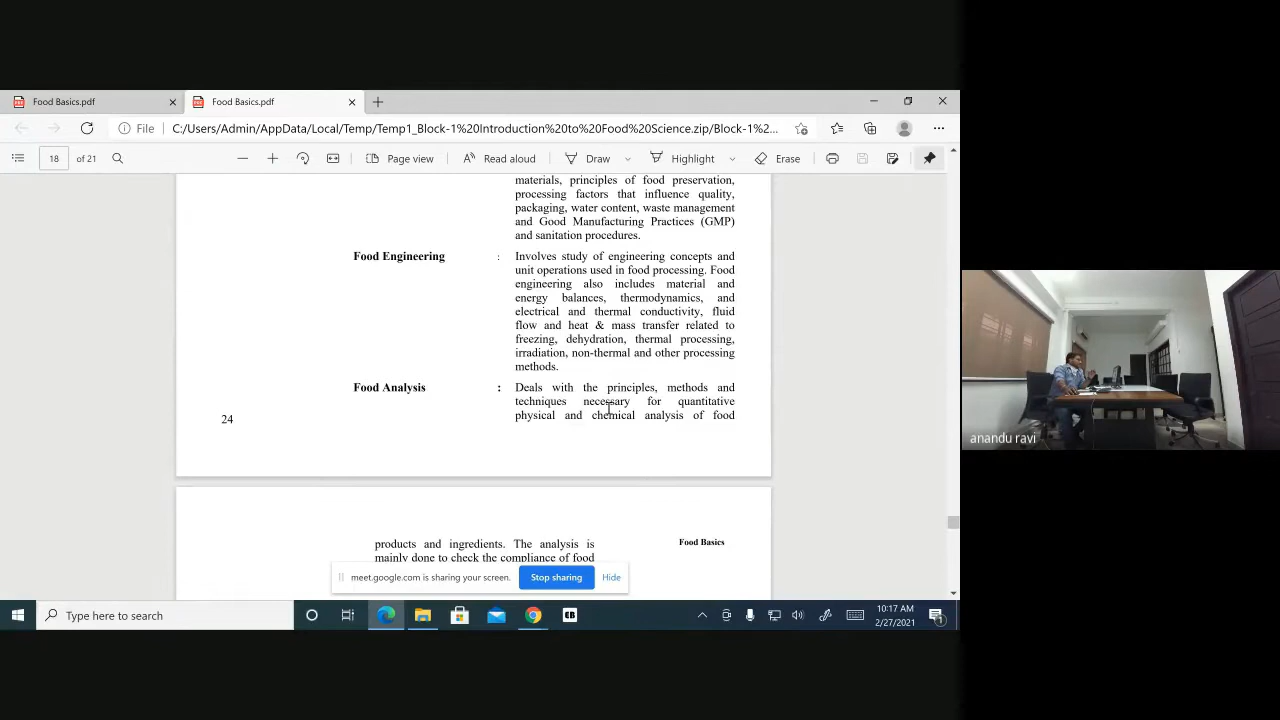 Food Basics.pdf
Food Basics.pdf
File C:/Users/Admin/AppData/Local/Temp/Temp1_Block-1%20Introduction%20to%20Food%20Science.zip/Block-1%2...
18 of 21 Page view Read aloud Draw Highlight Erase
materials, principles of food preservation,
processing factors that influence quality,
packaging, water content, waste management
and Good Manufacturing Practices (GMP)
and sanitation procedures.
Food Engineering : Involves study of engineering concepts and
unit operations used in food processing. Food
engineering also includes material and
energy balances, thermodynamics, and
electrical and thermal conductivity, fluid
flow and heat & mass transfer related to
freezing, dehydration, thermal processing,
irradiation, non-thermal and other processing
methods.
Food Analysis : Deals with the principles, methods and
techniques necessary for quantitative
physical and chemical analysis of food
24
products and ingredients. The analysis is
Food Basics
mainly done to check the compliance of food
meet.google.com is sharing your screen. Stop sharing Hide
Type here to search
10:17 AM
2/27/2021
anandu ravi